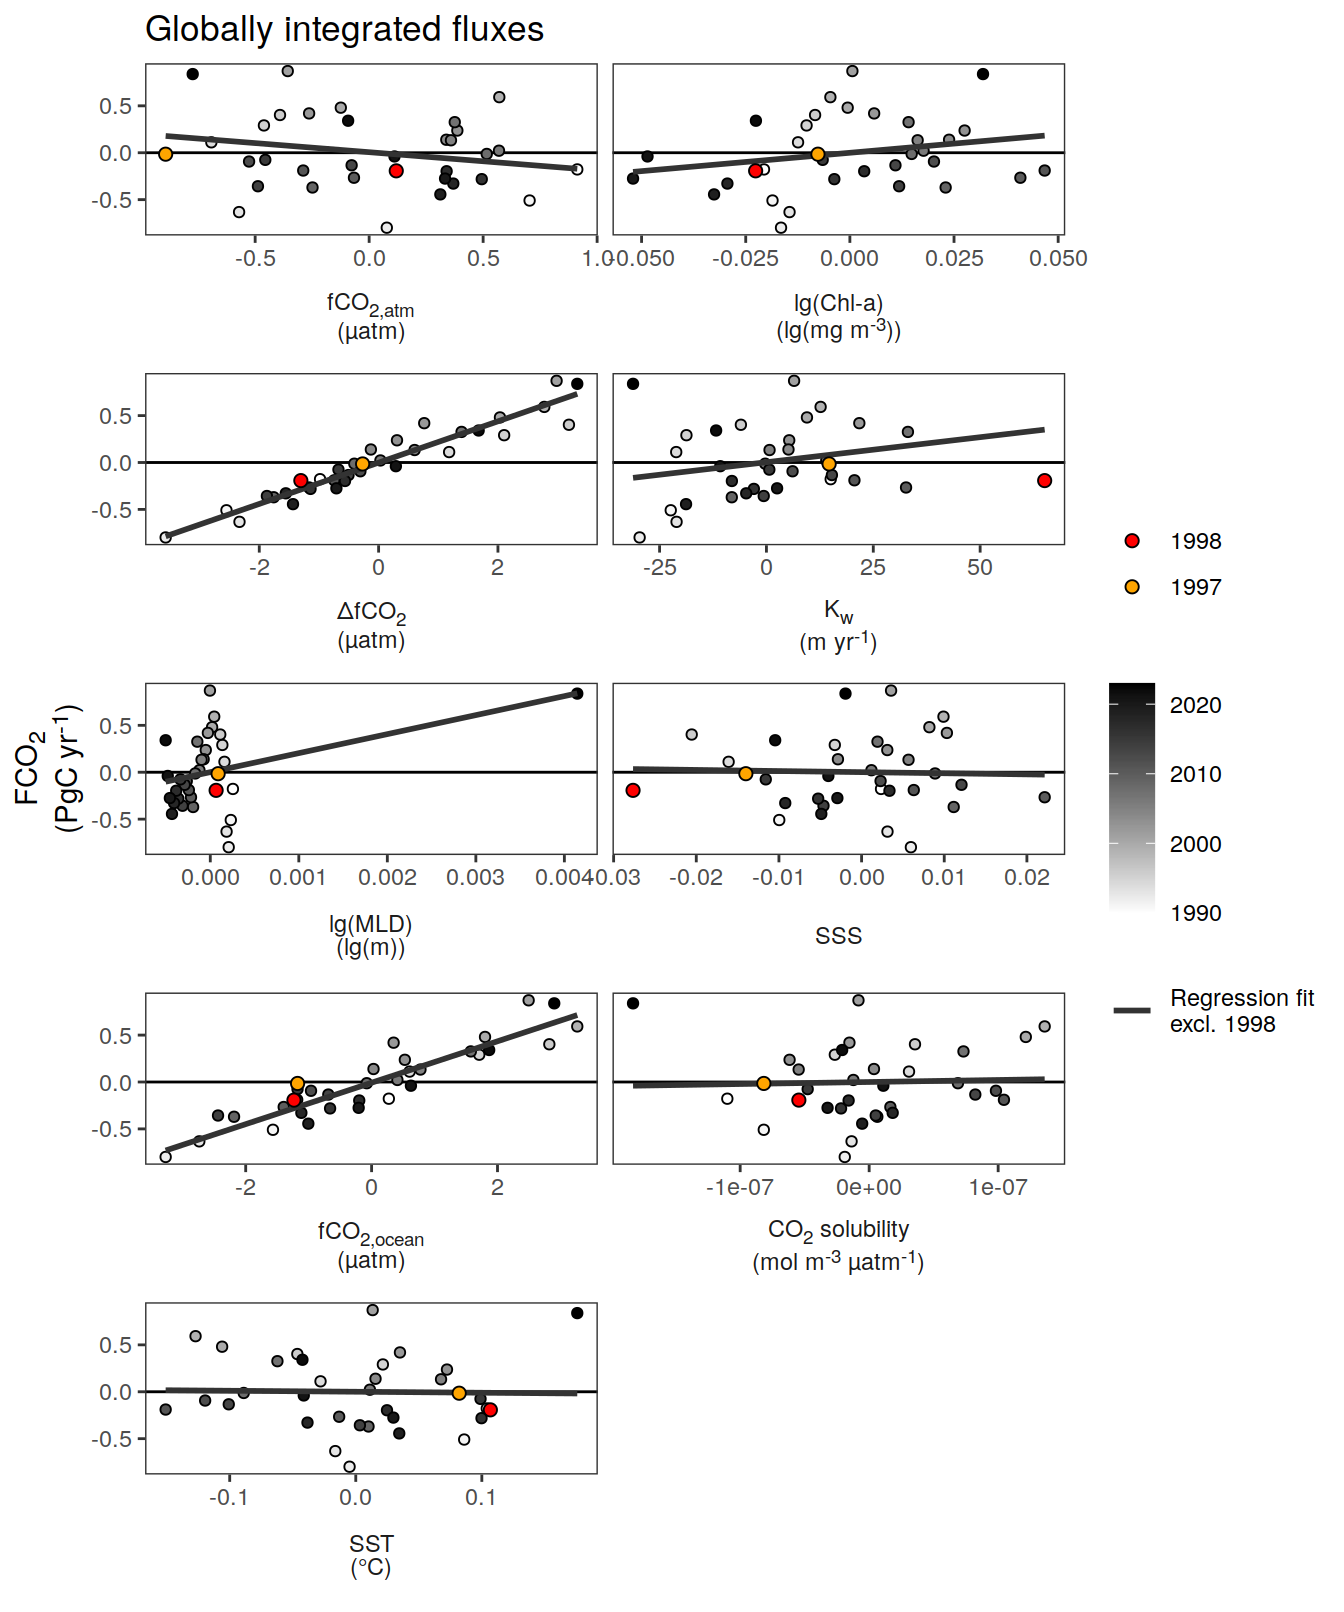 Globally integrated fluxes
0.5
0.0
-0.5
-0.5 0.0 0.5 1.0
-0.050 -0.025 0.000 0.025 0.050
fCO2,atm
(µatm)
lg(Chl-a)
(lg(mg m-3))
0.5
0.0
-0.5
-2 0 2
-25 0 25 50
ΔfCO2
(µatm)
Kw
(m yr-1)
1998
1997
FCO2
(PgC yr-1)
0.5
0.0
-0.5
0.000 0.001 0.002 0.003 0.004
-0.03 -0.02 -0.01 0.00 0.01 0.02
lg(MLD)
(lg(m))
SSS
2020
2010
2000
1990
Regression fit
excl. 1998
0.5
0.0
-0.5
-2 0 2
-1e-07 0e+00 1e-07
fCO2,ocean
(µatm)
CO2 solubility
(mol m-3 µatm-1)
0.5
0.0
-0.5
-0.1 0.0 0.1
SST
(°C)